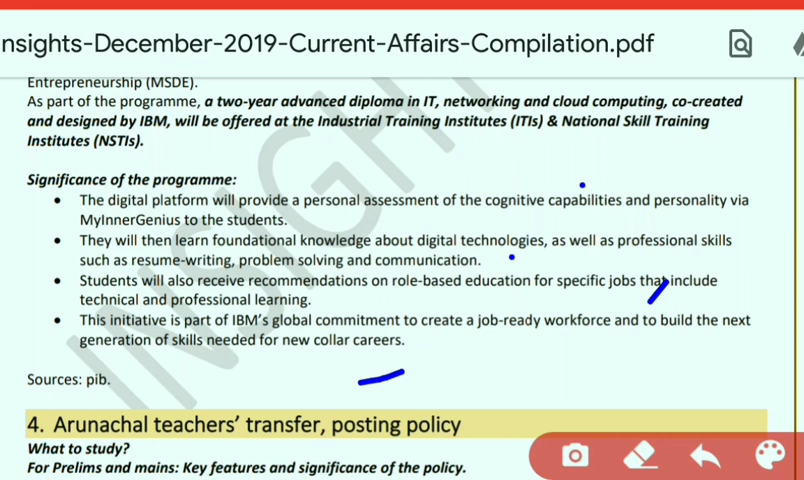 nsights-December-2019-Current-Affairs-Compilation.pdf
Entrepreneurship (MSDE).
As part of the programme, a two-year advanced diploma in IT, networking and cloud computing, co-created
and designed by IBM, will be offered at the Industrial Training Institutes (ITIs) & National Skill Training
Institutes (NSTIs).
Significance of the programme:
• The digital platform will provide a personal assessment of the cognitive capabilities and personality via
MyInnerGenius to the students.
• They will then learn foundational knowledge about digital technologies, as well as professional skills
such as resume-writing, problem solving and communication.
• Students will also receive recommendations on role-based education for specific jobs that include
technical and professional learning.
• This initiative is part of IBM's global commitment to create a job-ready workforce and to build the next
generation of skills needed for new collar careers.
Sources: pib.
4. Arunachal teachers' transfer, posting policy
What to study?
For Prelims and mains: Key features and significance of the policy.
INSIGHT